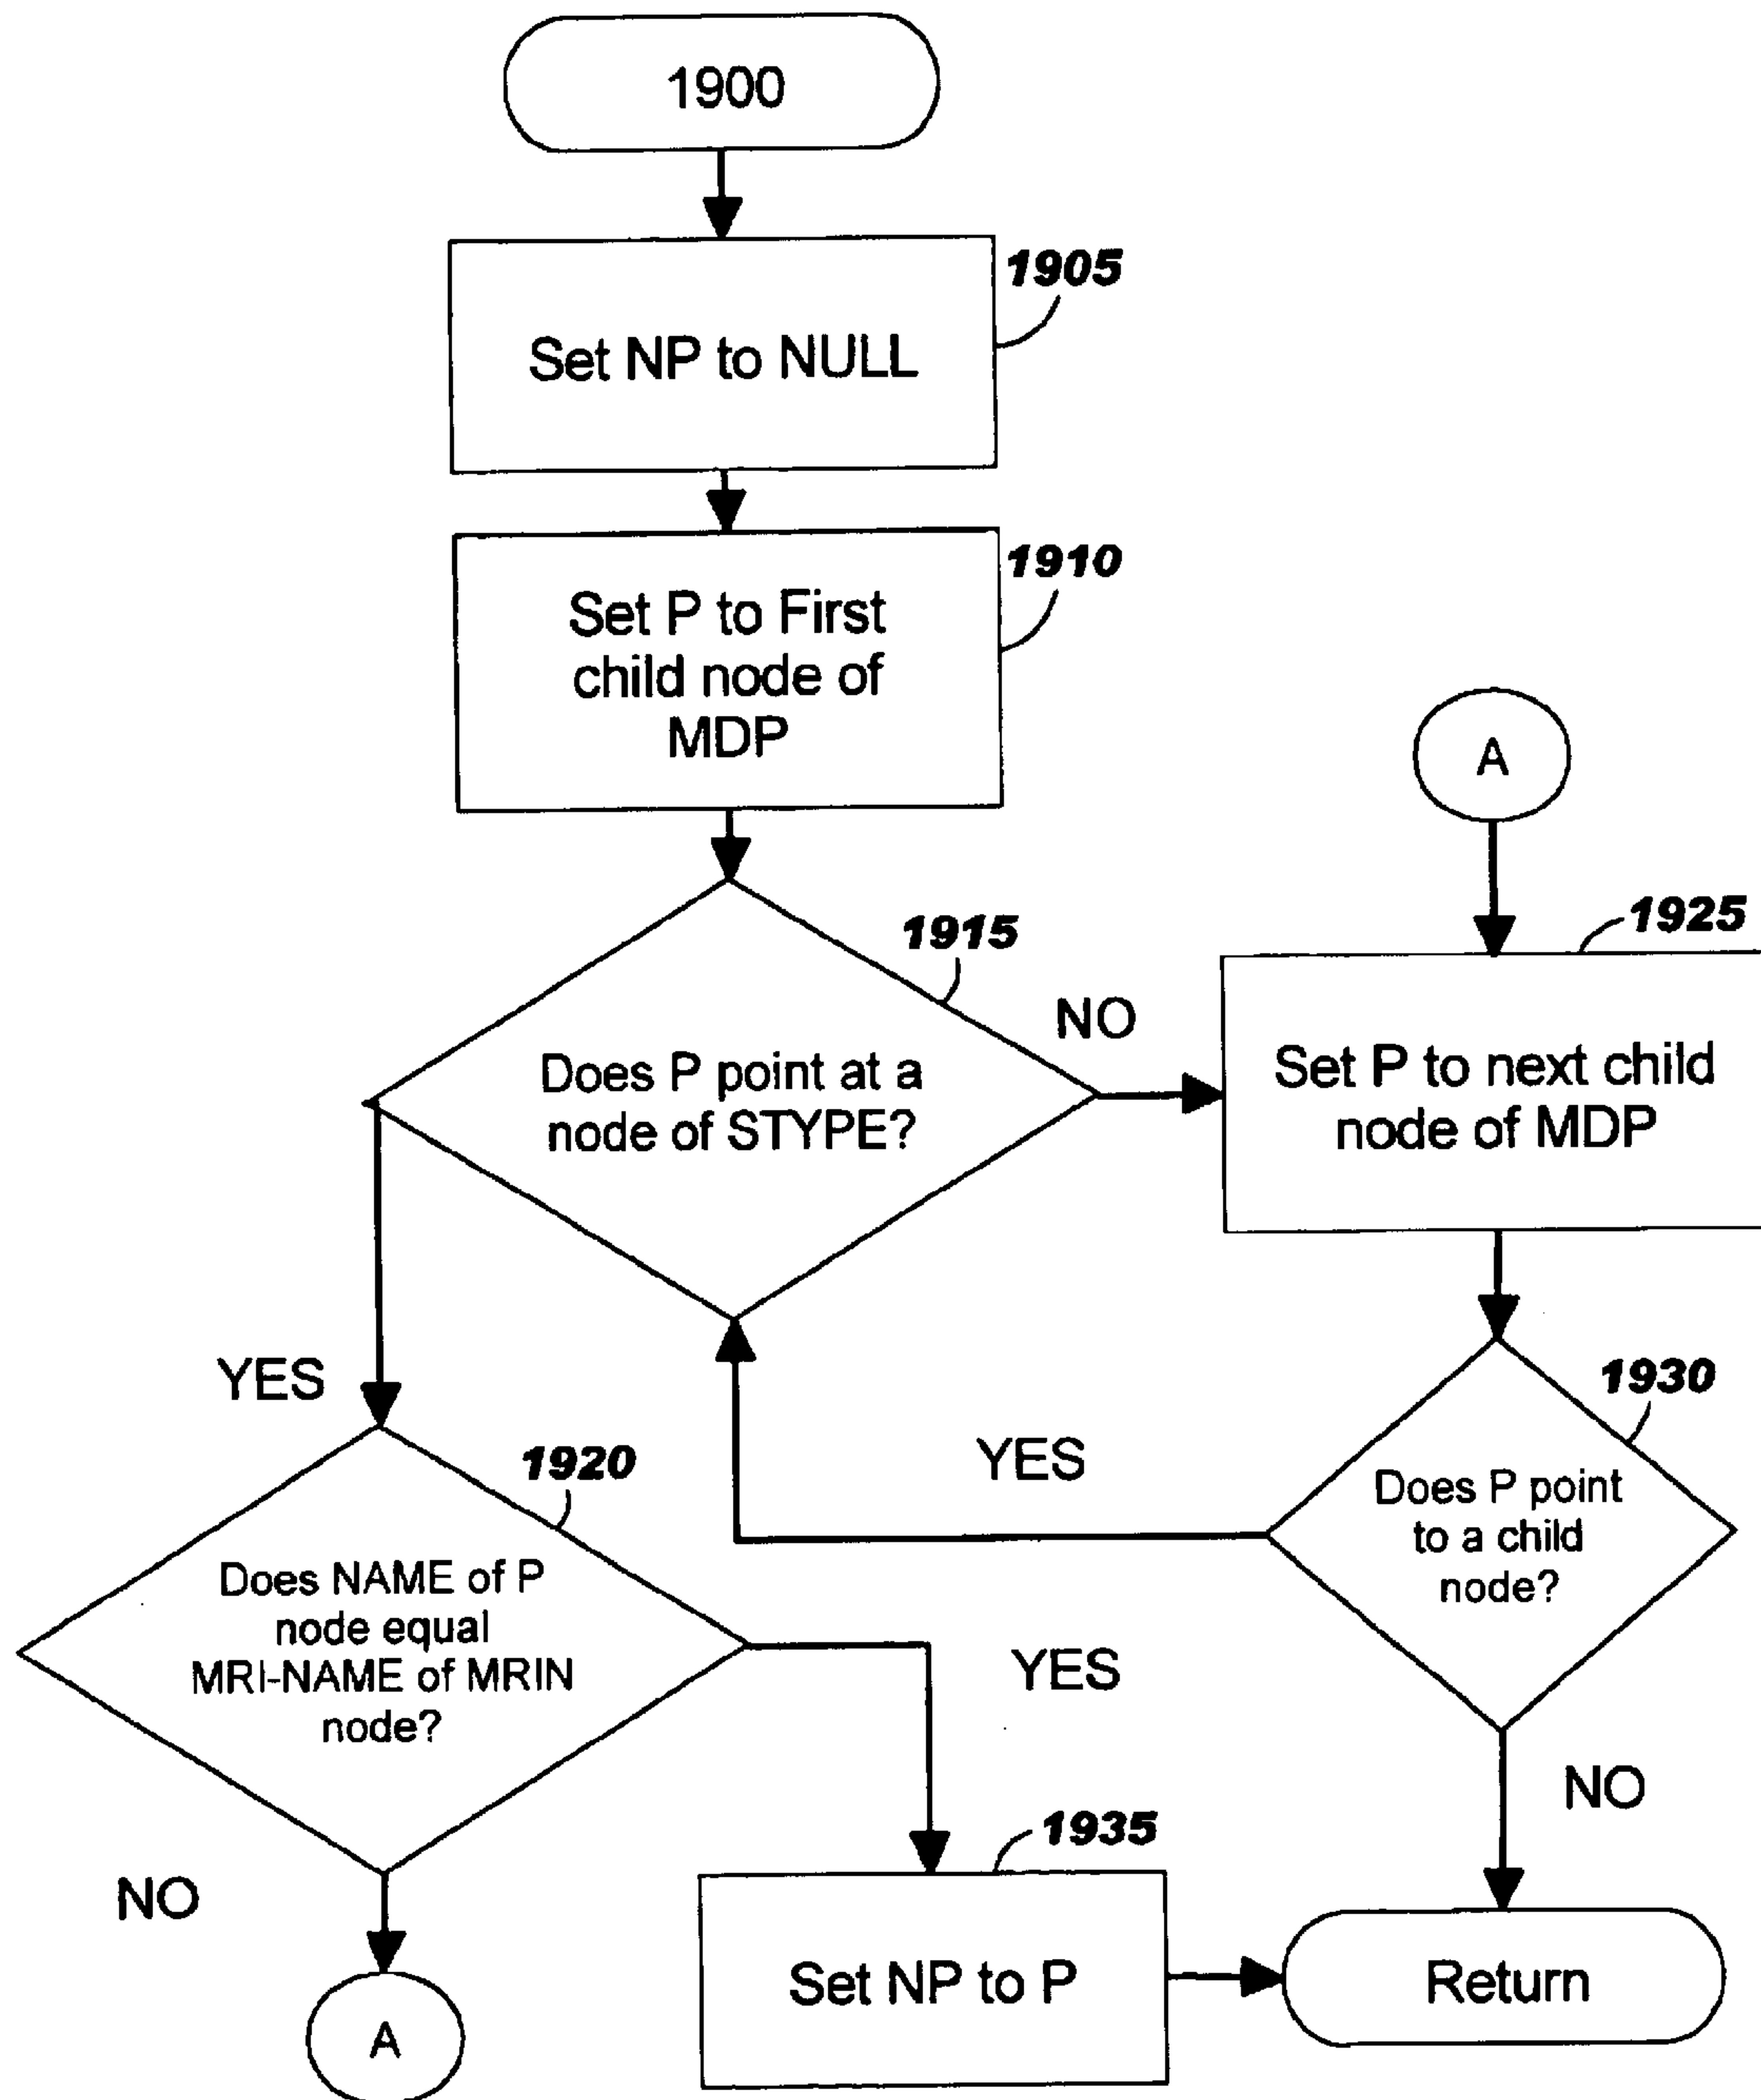 1900
1905
Set NP to NULL
1910
Set P to First
child node of
MDP
A
1915
1925
NO
Does P point at a
node of STYPE?
Set P to next child
node of MDP
YES
1930
1920
YES
Does P point
to a child
node?
Does NAME of P
node equal
MRI-NAME of MRIN
node?
YES
NO
1935
NO
Set NP to P
Return
A